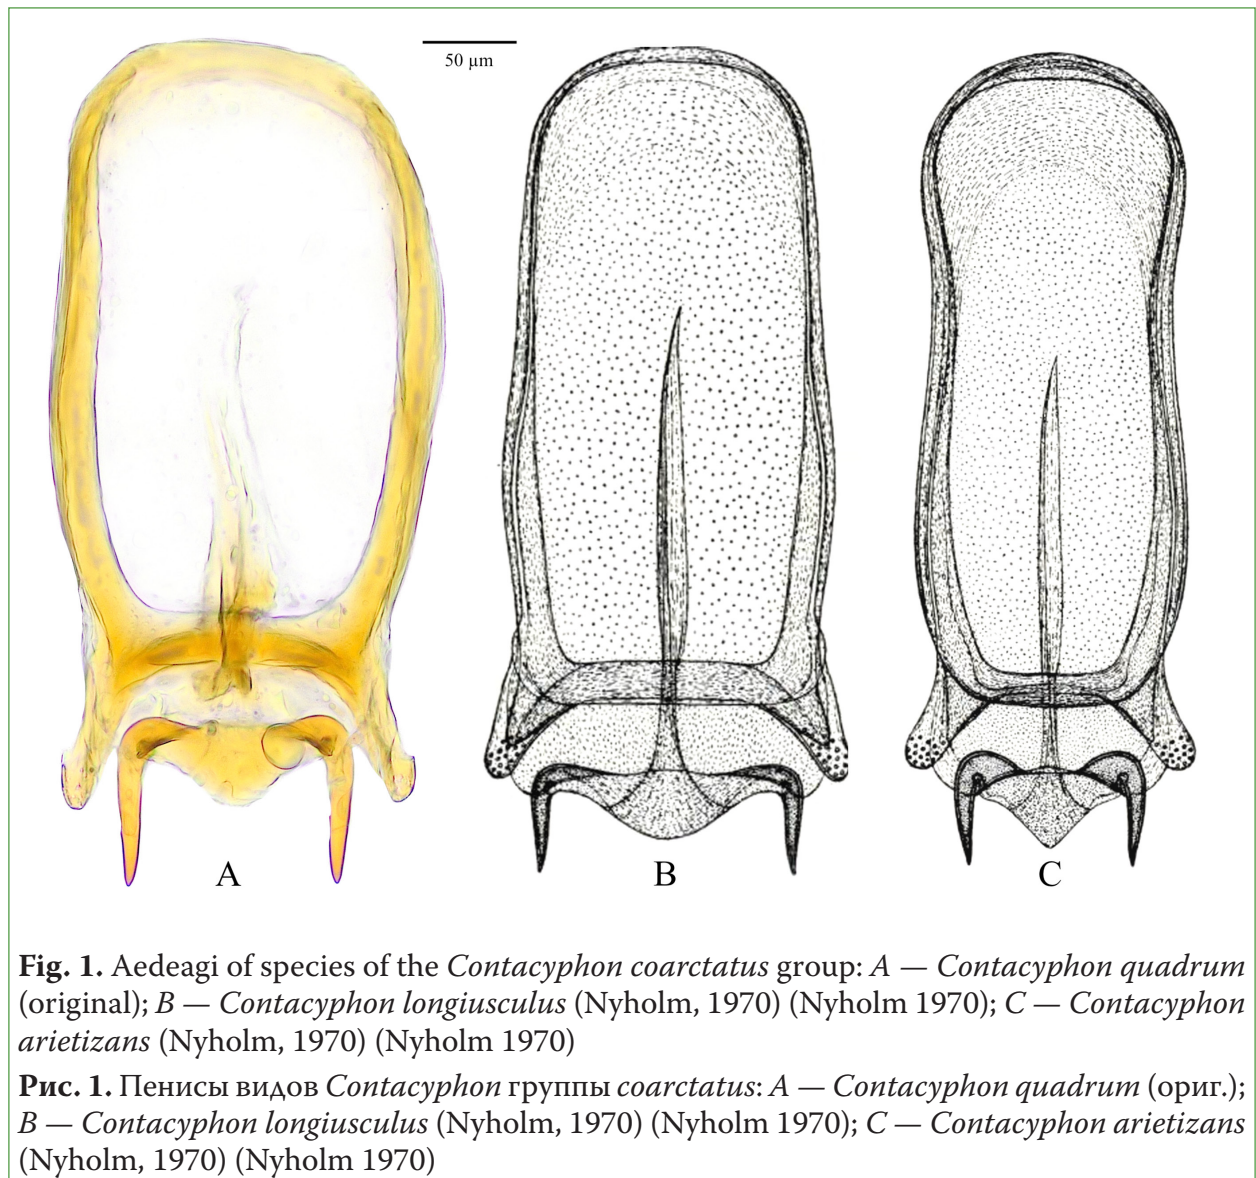 50 µm
A
B
C
Fig. 1. Aedeagi of species of the Contacyphon coarctatus group: A — Contacyphon quadrum
(original); B — Contacyphon longiusculus (Nyholm, 1970) (Nyholm 1970); C — Contacyphon
arietizans (Nyholm, 1970) (Nyholm 1970)
Рис. 1. Пенисы видов Contacyphon группы coarctatus: A — Contacyphon quadrum (ориг.);
B — Contacyphon longiusculus (Nyholm, 1970) (Nyholm 1970); C — Contacyphon arietizans
(Nyholm, 1970) (Nyholm 1970)